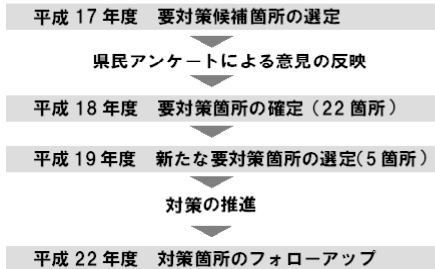 平成 17 年度　要対策候補箇所の選定
県民アンケートによる意見の反映
平成 18 年度　要対策箇所の確定（22 箇所）
平成 19 年度　新たな要対策箇所の選定(5 箇所)
対策の推進
平成 22 年度　対策箇所のフォローアップ